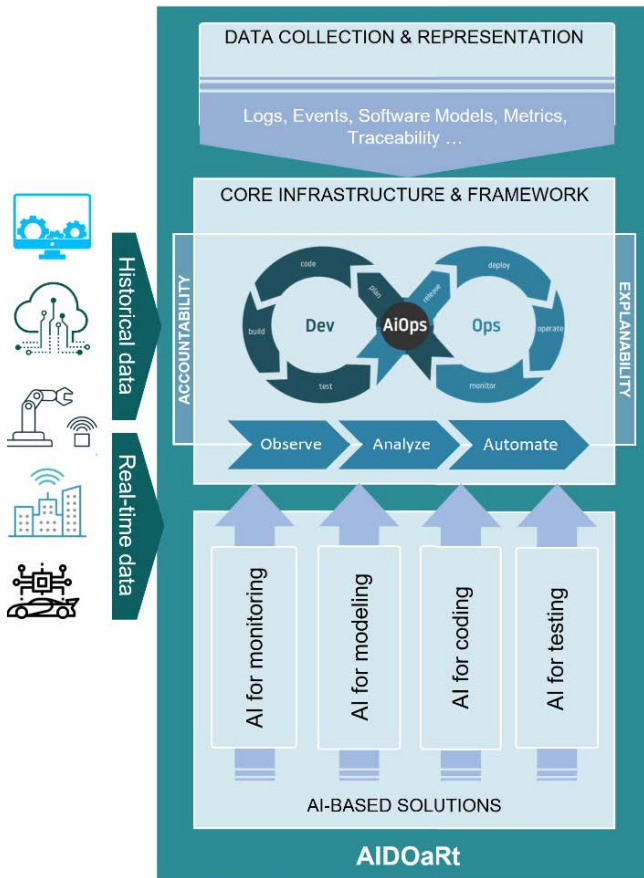 DATA COLLECTION & REPRESENTATION
Logs, Events, Software Models, Metrics,
Traceability ...
CORE INFRASTRUCTURE & FRAMEWORK
Historical data
Real-time data
ACCOUNTABILITY
EXPLANABILITY
code
plan
build
test
Dev
AiOps
Ops
release
deploy
operate
monitor
Observe
Analyze
Automate
AI for monitoring
AI for modeling
AI for coding
AI for testing
AI-BASED SOLUTIONS
AIDOaRt